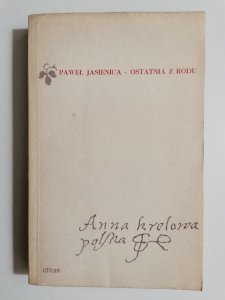 PAWEŁ JASIENICA · OSTATNIA Z RODU
Anna krolowa
polska